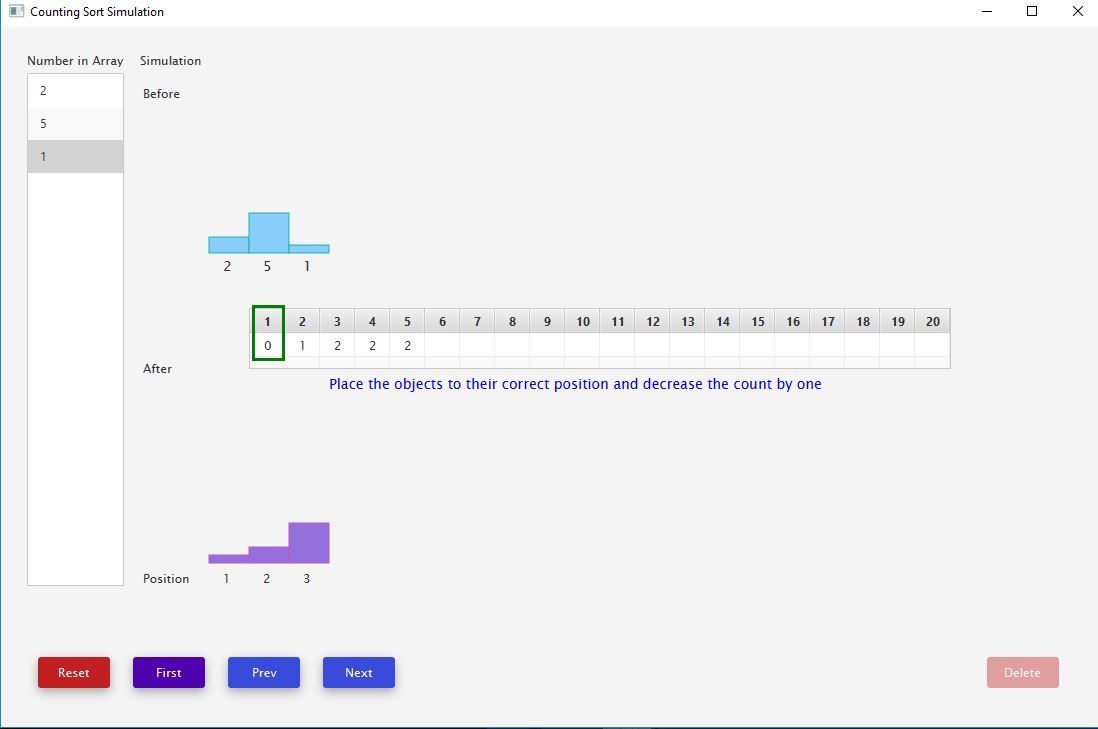 Counting Sort Simulation
Number in Array Simulation
2
Before
5
1
2 5 1
1 2 3 4 5 6 7 8 9 10 11 12 13 14 15 16 17 18 19 20
0 1 2 2 2
After
Place the objects to their correct position and decrease the count by one
Position 1 2 3
Reset First Prev Next Delete